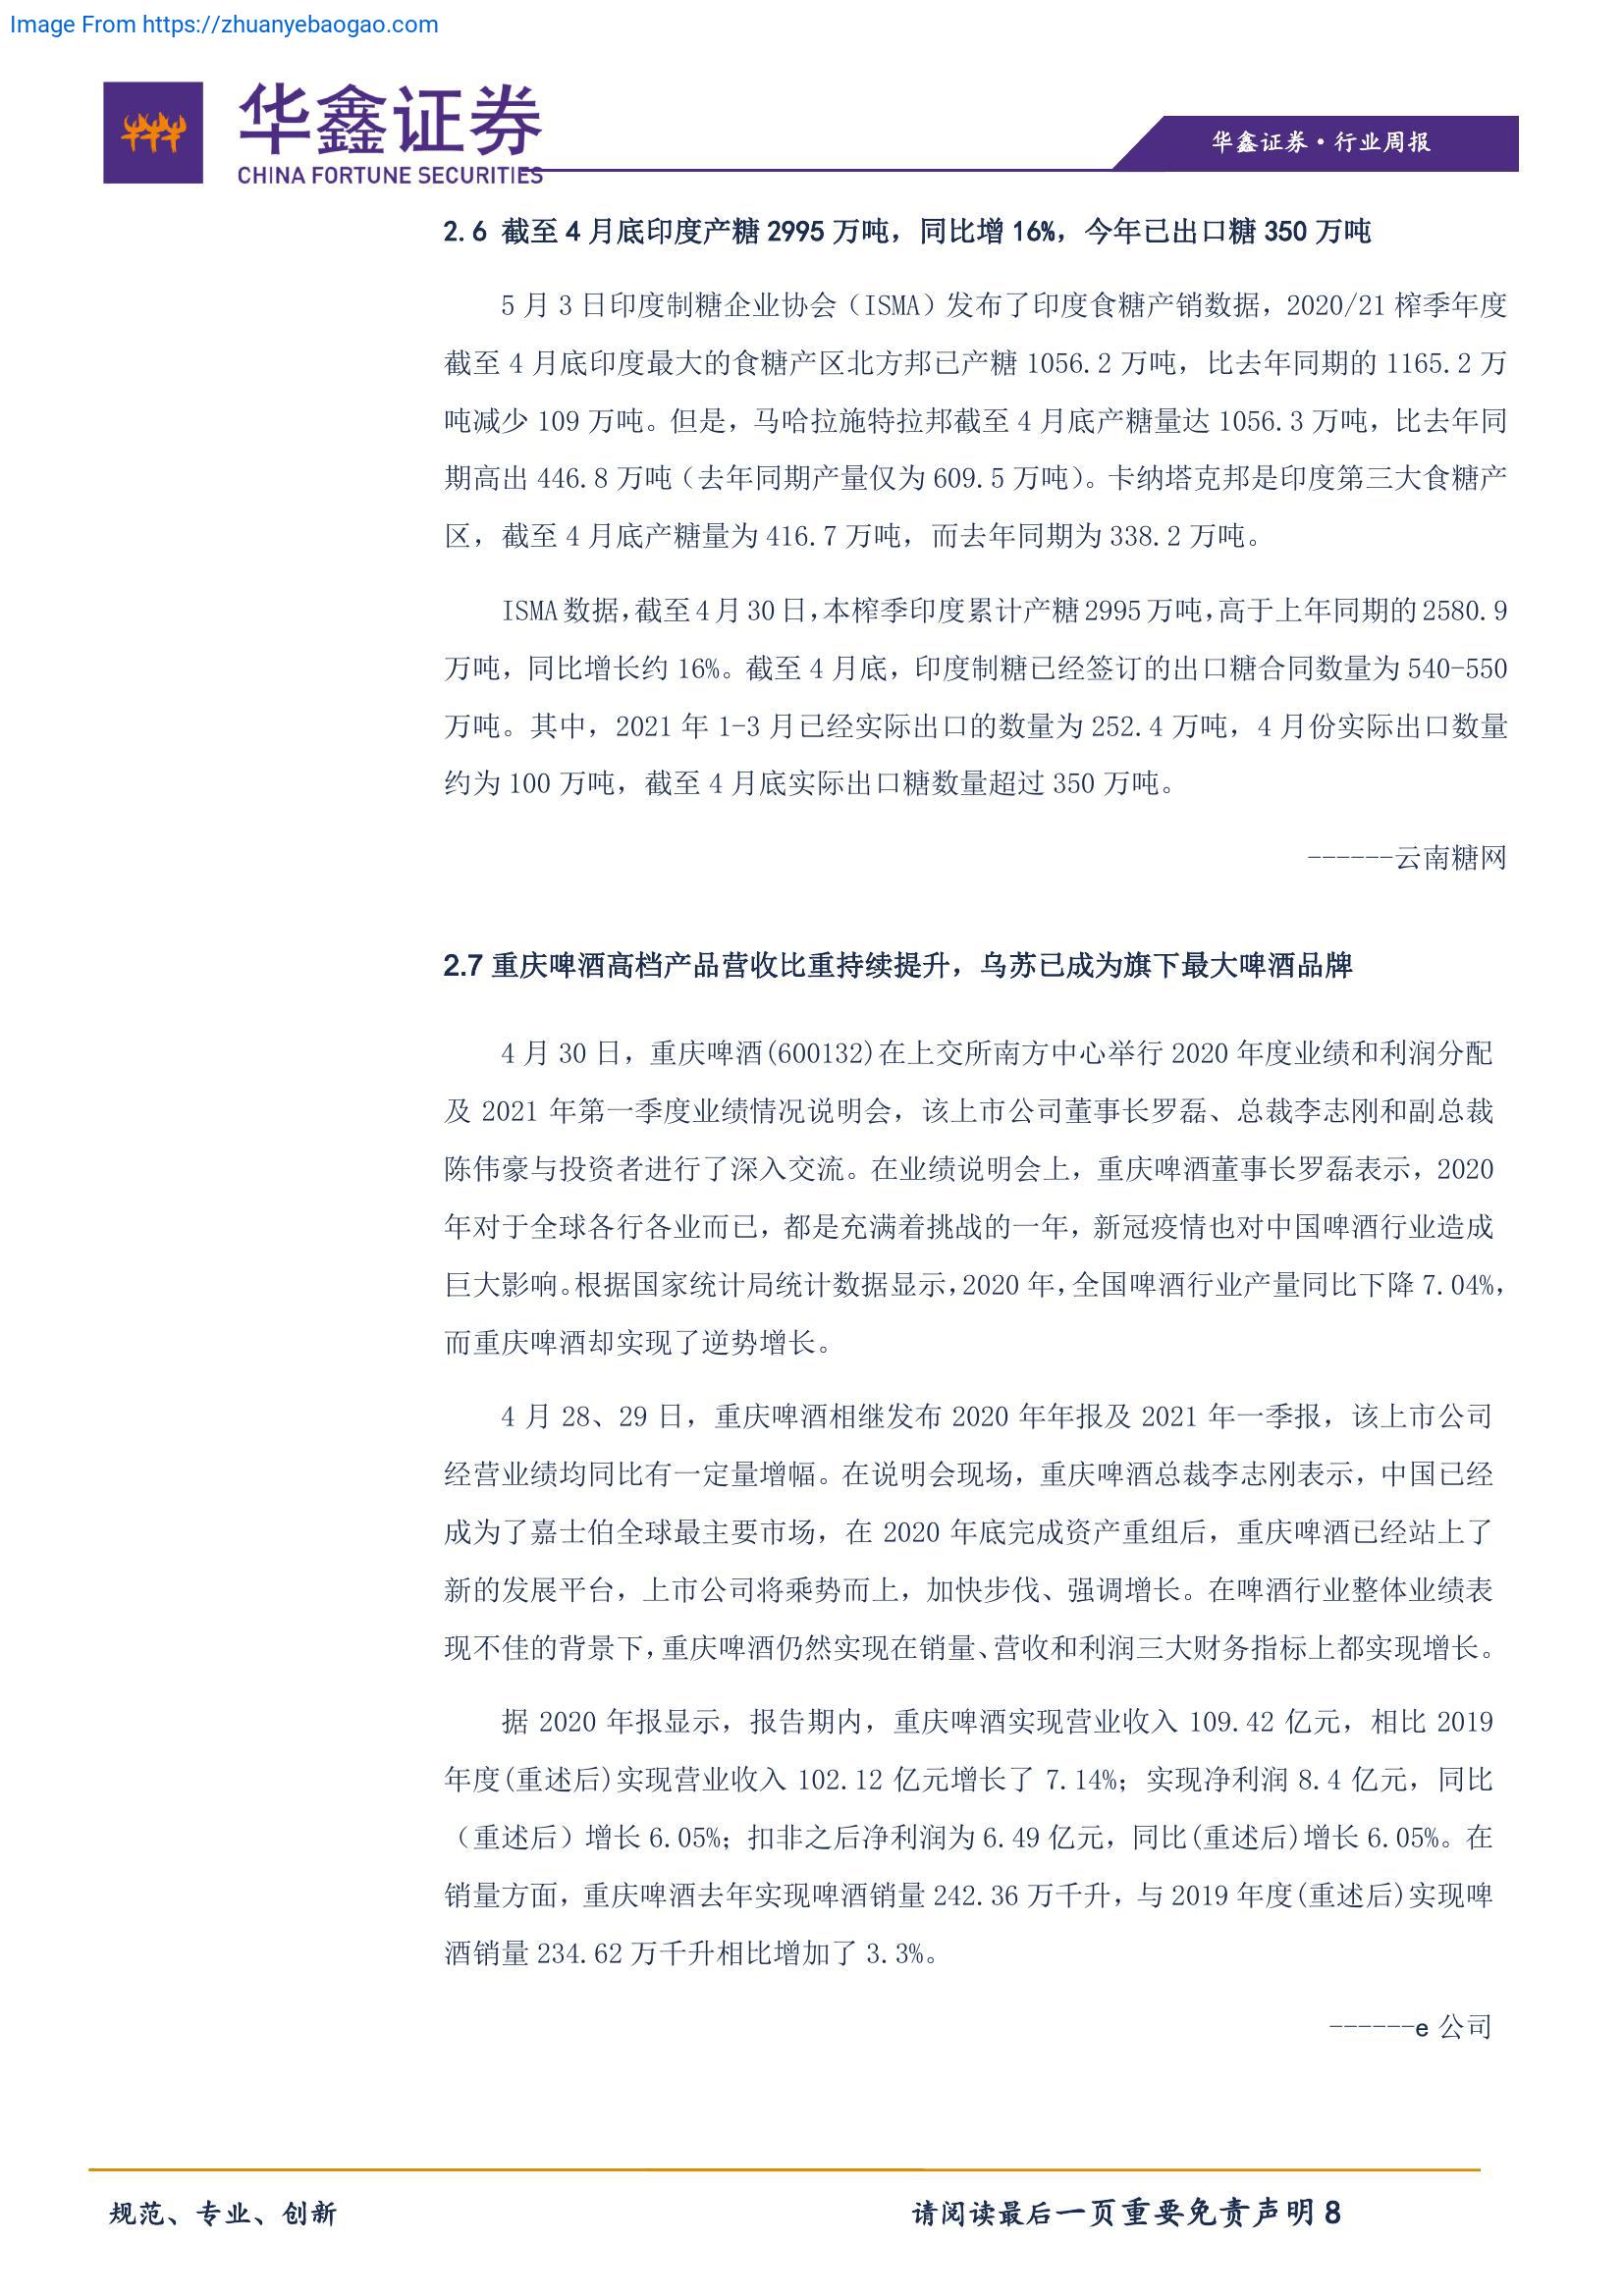 Image From https://zhuanyebaogao.com
华鑫证券
CHINA FORTUNE SECURITIES
华鑫证券·行业周报
2.6 截至 4 月底印度产糖 2995 万吨，同比增 16%，今年已出口糖 350 万吨
5 月 3 日印度制糖企业协会（ISMA）发布了印度食糖产销数据，2020/21 榨季年度
截至 4 月底印度最大的食糖产区北方邦已产糖 1056.2 万吨，比去年同期的 1165.2 万
吨减少 109 万吨。但是，马哈拉施特拉邦截至 4 月底产糖量达 1056.3 万吨，比去年同
期高出 446.8 万吨（去年同期产量仅为 609.5 万吨）。卡纳塔克邦是印度第三大食糖产
区，截至 4 月底产糖量为 416.7 万吨，而去年同期为 338.2 万吨。
ISMA 数据，截至 4 月 30 日，本榨季印度累计产糖 2995 万吨，高于上年同期的 2580.9
万吨，同比增长约 16%。截至 4 月底，印度制糖已经签订的出口糖合同数量为 540-550
万吨。其中，2021 年 1-3 月已经实际出口的数量为 252.4 万吨，4 月份实际出口数量
约为 100 万吨，截至 4 月底实际出口糖数量超过 350 万吨。
------云南糖网
2.7 重庆啤酒高档产品营收比重持续提升，乌苏已成为旗下最大啤酒品牌
4 月 30 日，重庆啤酒(600132)在上交所南方中心举行 2020 年度业绩和利润分配
及 2021 年第一季度业绩情况说明会，该上市公司董事长罗磊、总裁李志刚和副总裁
陈伟豪与投资者进行了深入交流。在业绩说明会上，重庆啤酒董事长罗磊表示，2020
年对于全球各行各业而已，都是充满着挑战的一年，新冠疫情也对中国啤酒行业造成
巨大影响。根据国家统计局统计数据显示，2020 年，全国啤酒行业产量同比下降 7.04%，
而重庆啤酒却实现了逆势增长。
4 月 28、29 日，重庆啤酒相继发布 2020 年年报及 2021 年一季报，该上市公司
经营业绩均同比有一定量增幅。在说明会现场，重庆啤酒总裁李志刚表示，中国已经
成为了嘉士伯全球最主要市场，在 2020 年底完成资产重组后，重庆啤酒已经站上了
新的发展平台，上市公司将乘势而上，加快步伐、强调增长。在啤酒行业整体业绩表
现不佳的背景下，重庆啤酒仍然实现在销量、营收和利润三大财务指标上都实现增长。
据 2020 年报显示，报告期内，重庆啤酒实现营业收入 109.42 亿元，相比 2019
年度(重述后)实现营业收入 102.12 亿元增长了 7.14%；实现净利润 8.4 亿元，同比
（重述后）增长 6.05%；扣非之后净利润为 6.49 亿元，同比(重述后)增长 6.05%。在
销量方面，重庆啤酒去年实现啤酒销量 242.36 万千升，与 2019 年度(重述后)实现啤
酒销量 234.62 万千升相比增加了 3.3%。
------e 公司
规范、专业、创新
请阅读最后一页重要免责声明 8